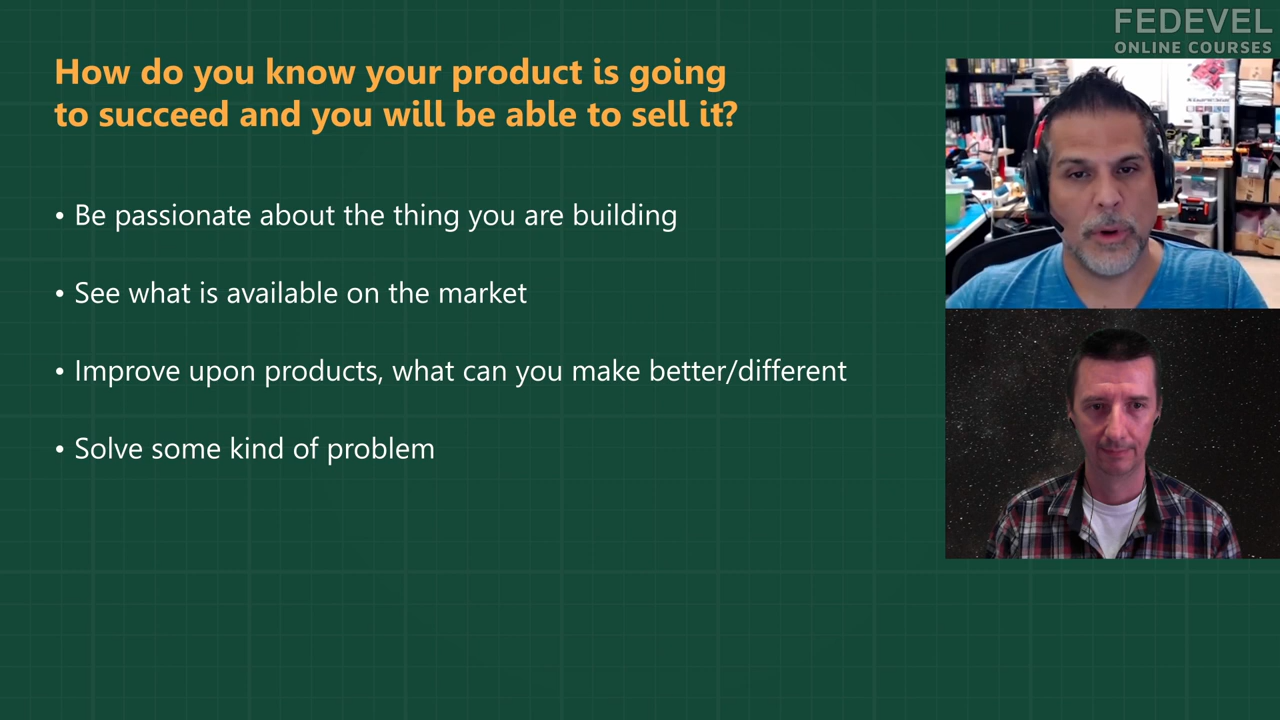 FEDEVEL
ONLINE COURSES
How do you know your product is going
to succeed and you will be able to sell it?
• Be passionate about the thing you are building
• See what is available on the market
• Improve upon products, what can you make better/different
• Solve some kind of problem